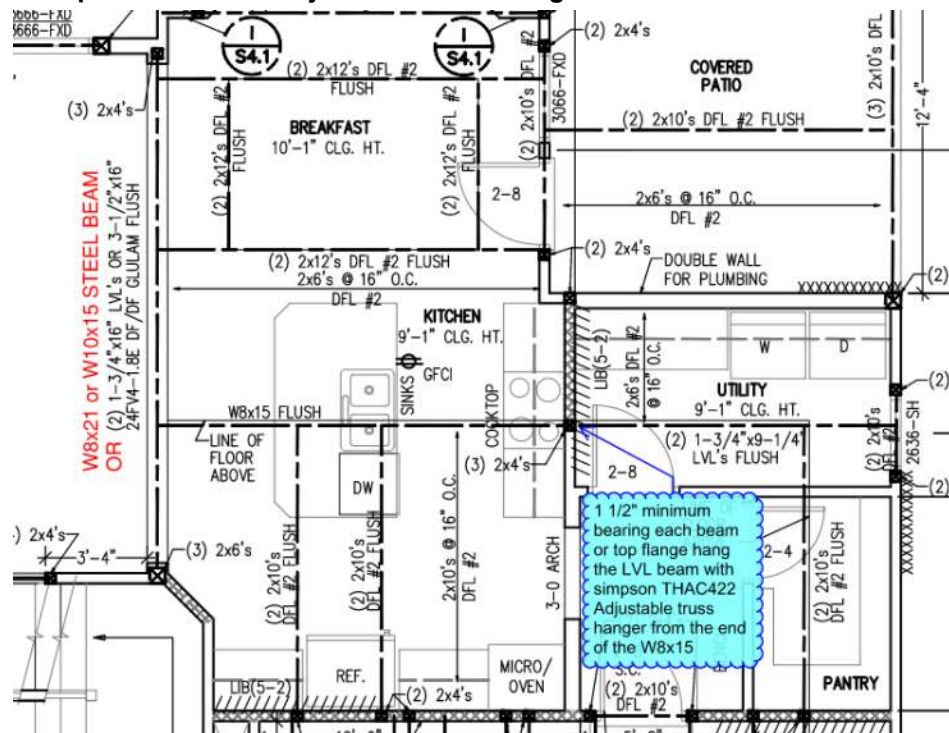 3666-FXD
3666-FXD
I
S4.1
I
S4.1
(2) 2x4's
(2) 2x12's DFL #2
FLUSH
(2) 2x10's DFL #2
3066-FXD
COVERED
PATIO
(3) 2x10's DFL #2
12'-4"
(3) 2x4's
BREAKFAST
10'-1" CLG. HT.
(2) 2x12's DFL #2
FLUSH
(2) 2x12's DFL #2
FLUSH
(2) 2x10's DFL #2 FLUSH
2-8
2x6's @ 16" O.C.
DFL #2
W8x21 or W10x15 STEEL BEAM
OR (2) 1-3/4"x16" LVL's OR 3-1/2"x16"
24FV4-1.8E DF/DF GLULAM FLUSH
(2) 2x12's DFL #2 FLUSH
2x6's @ 16" O.C.
DFL #2
(2) 2x4's
DOUBLE WALL
FOR PLUMBING
(2)
KITCHEN
9'-1" CLG. HT.
GFCI
SINKS
COOKTOP
LIB(5-2)
2x6's DFL #2
@ 16" O.C.
W
D
UTILITY
9'-1" CLG. HT.
(2)
W8x15 FLUSH
LINE OF
FLOOR
ABOVE
(3) 2x4's
(2) 1-3/4"x9-1/4"
LVL's FLUSH
(2) 2x10's
DFL #2
2636-SH
2-8
DW
(2)
2x4's
3'-4"
(3) 2x6's
(2) 2x10's
DFL #2 FLUSH
(2) 2x10's
DFL #2 FLUSH
2x10's @ 16" O.C.
DFL #2
3-0 ARCH
1 1/2" minimum
bearing each beam
or top flange hang
the LVL beam with
simpson THAC422
Adjustable truss
hanger from the end
of the W8x15
2-4
(2) 2x10's
DFL #2 FLUSH
LIB(5-2)
REF.
(2) 2x4's
MICRO/
OVEN
S.C.
(2) 2x10's
DFL #2
PANTRY